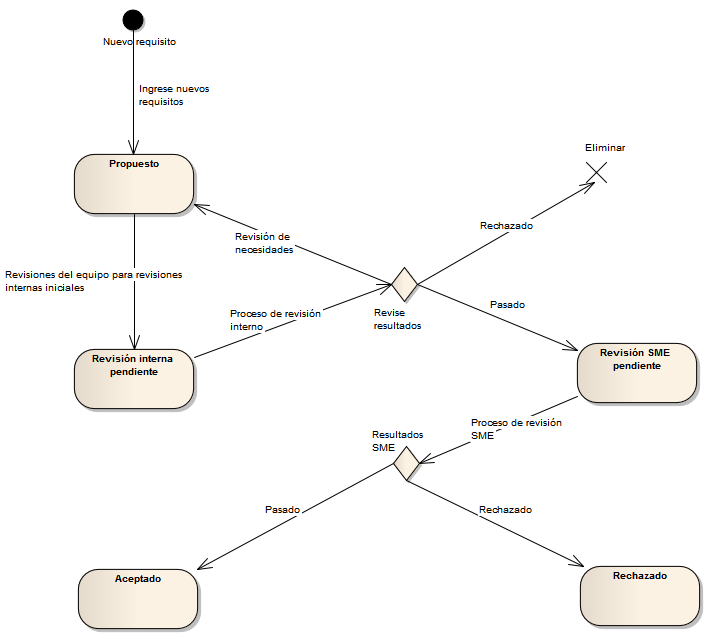 Nuevo requisito
Ingrese nuevos
requisitos
Propuesto
Eliminar
Rechazado
Revisión de
necesidades
Revisiones del equipo para revisiones
internas iniciales
Proceso de revisión
interno
Revise
resultados
Pasado
Revisión interna
pendiente
Revisión SME
pendiente
Proceso de revisión
SME
Resultados
SME
Pasado
Rechazado
Aceptado
Rechazado